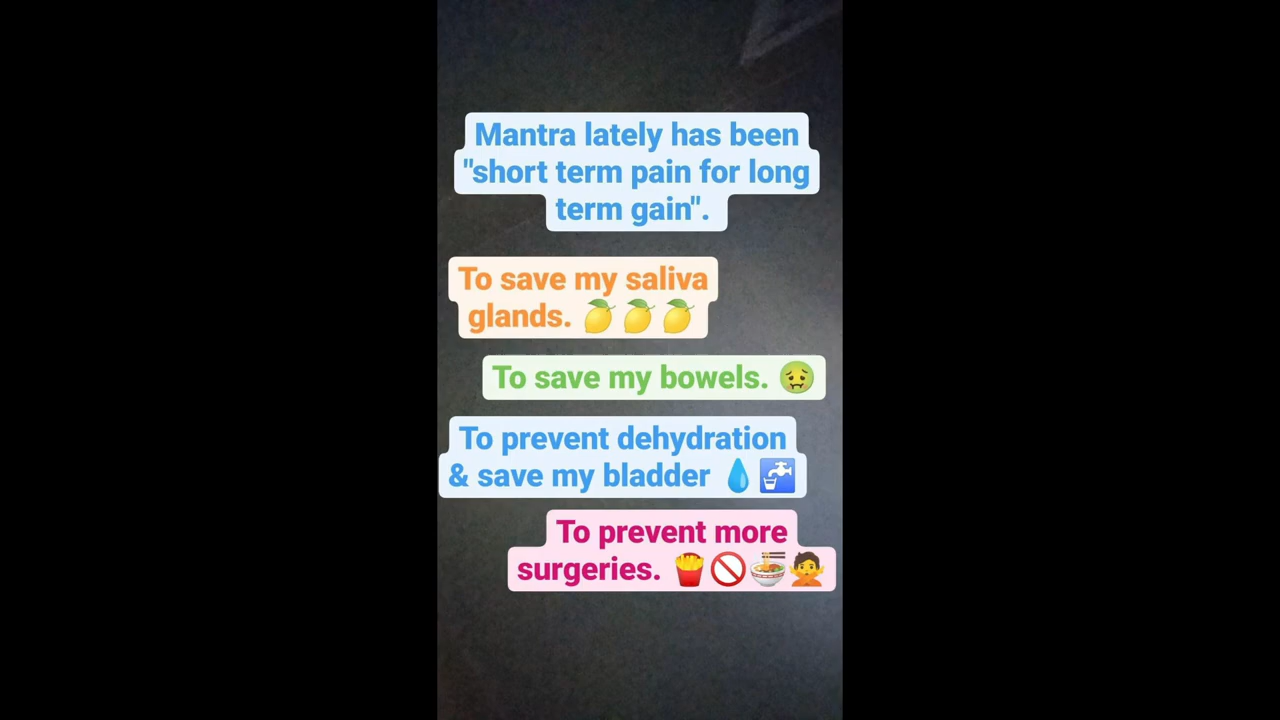 Mantra lately has been
"short term pain for long
term gain".
To save my saliva
glands. 🍋🍋🍋
To save my bowels. 🤢
To prevent dehydration
& save my bladder 💧🚰
To prevent more
surgeries. 🍟🚫🍜🙅